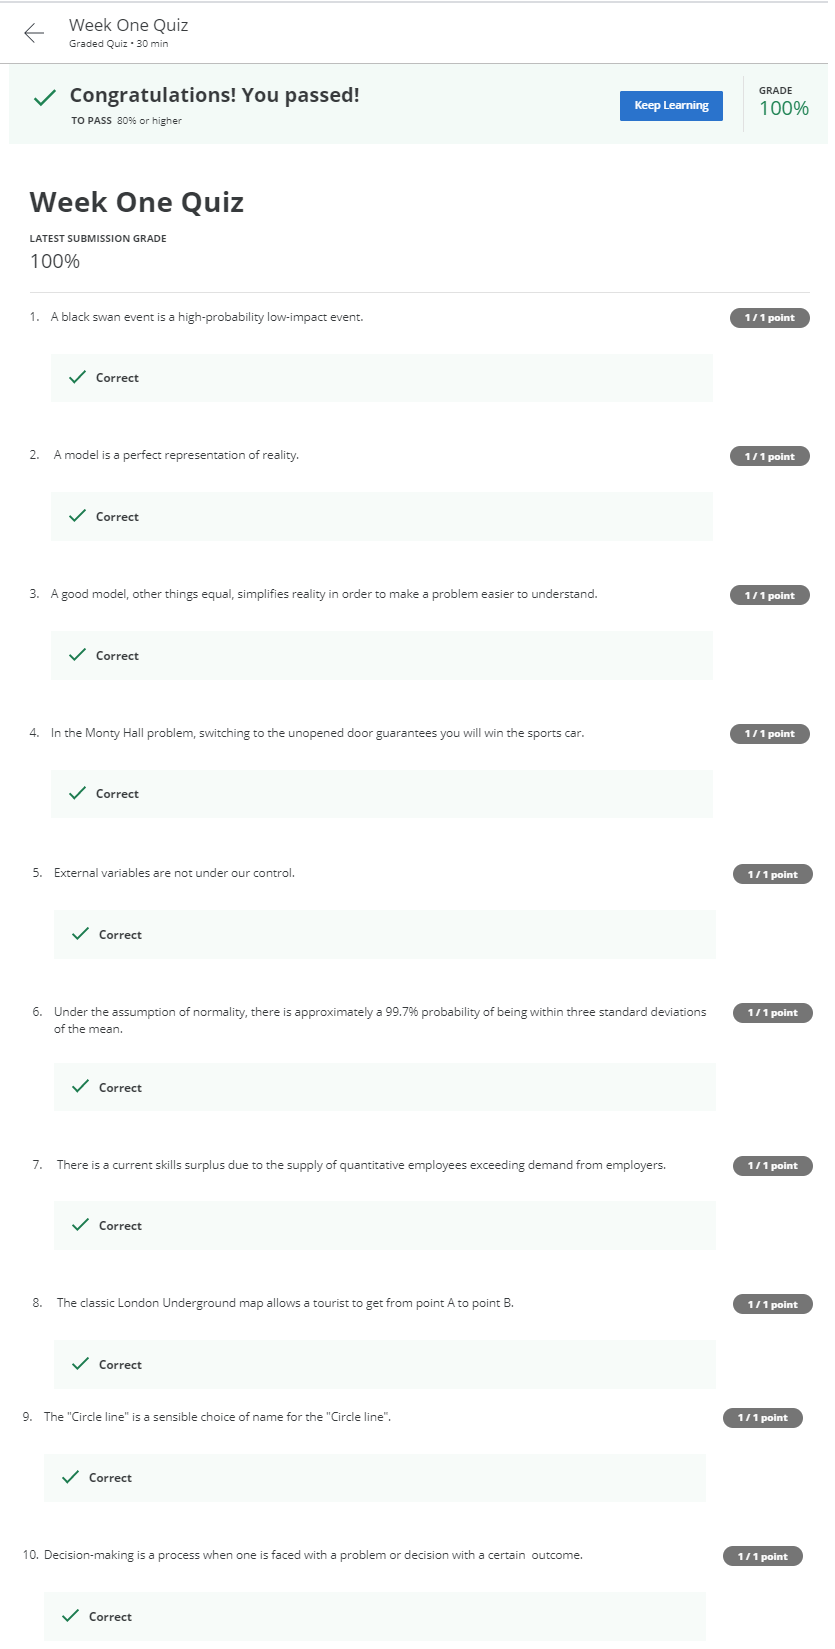 Week One Quiz
Graded Quiz • 30 min
Congratulations! You passed!
TO PASS 80% or higher
Keep Learning
GRADE
100%
Week One Quiz
LATEST SUBMISSION GRADE
100%
1. A black swan event is a high-probability low-impact event.
1 / 1 point
Correct
2. A model is a perfect representation of reality.
1 / 1 point
Correct
3. A good model, other things equal, simplifies reality in order to make a problem easier to understand.
1 / 1 point
Correct
4. In the Monty Hall problem, switching to the unopened door guarantees you will win the sports car.
1 / 1 point
Correct
5. External variables are not under our control.
1 / 1 point
Correct
6. Under the assumption of normality, there is approximately a 99.7% probability of being within three standard deviations
of the mean.
1 / 1 point
Correct
7. There is a current skills surplus due to the supply of quantitative employees exceeding demand from employers.
1 / 1 point
Correct
8. The classic London Underground map allows a tourist to get from point A to point B.
1 / 1 point
Correct
9. The "Circle line" is a sensible choice of name for the "Circle line".
1 / 1 point
Correct
10. Decision-making is a process when one is faced with a problem or decision with a certain outcome.
1 / 1 point
Correct